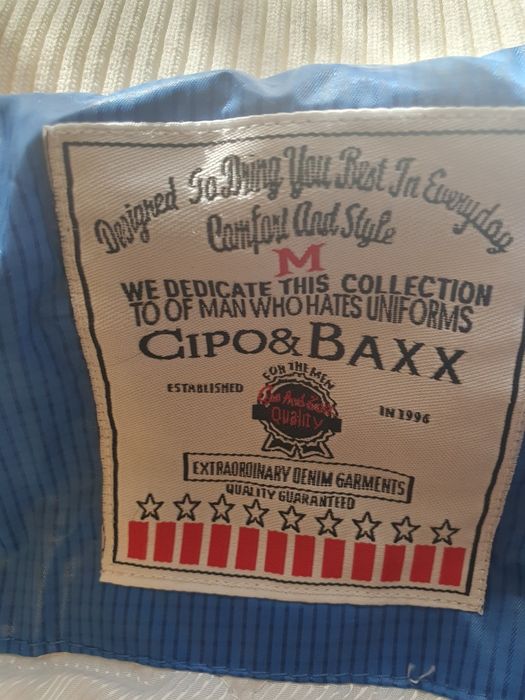 Designed To Bring You Best In Everyday
Comfort And Style
M
WE DEDICATE THIS COLLECTION
TO OF MAN WHO HATES UNIFORMS
CIPO&BAXX
FOR THE MEN
ESTABLISHED
IN 1996
Quality
EXTRAORDINARY DENIM GARMENTS
QUALITY GUARANTEED